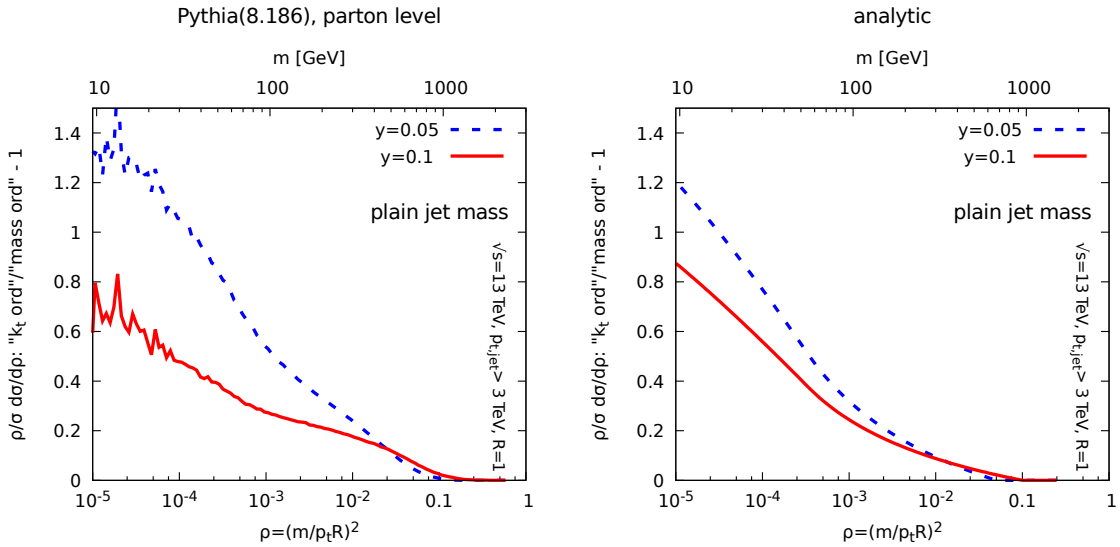 Pythia(8.186), parton level
m [GeV]
10 100 1000
ρ/σ dσ/dρ: "kt ord"/"mass ord" - 1
1.4
1.2
1
0.8
0.6
0.4
0.2
0
y=0.05
y=0.1
plain jet mass
√s=13 TeV, pt,jet> 3 TeV, R=1
10-5 10-4 10-3 10-2 0.1 1
ρ=(m/ptR)2
analytic
m [GeV]
10 100 1000
ρ/σ dσ/dρ: "kt ord"/"mass ord" - 1
1.4
1.2
1
0.8
0.6
0.4
0.2
0
y=0.05
y=0.1
plain jet mass
√s=13 TeV, pt,jet> 3 TeV, R=1
10-5 10-4 10-3 10-2 0.1 1
ρ=(m/ptR)2